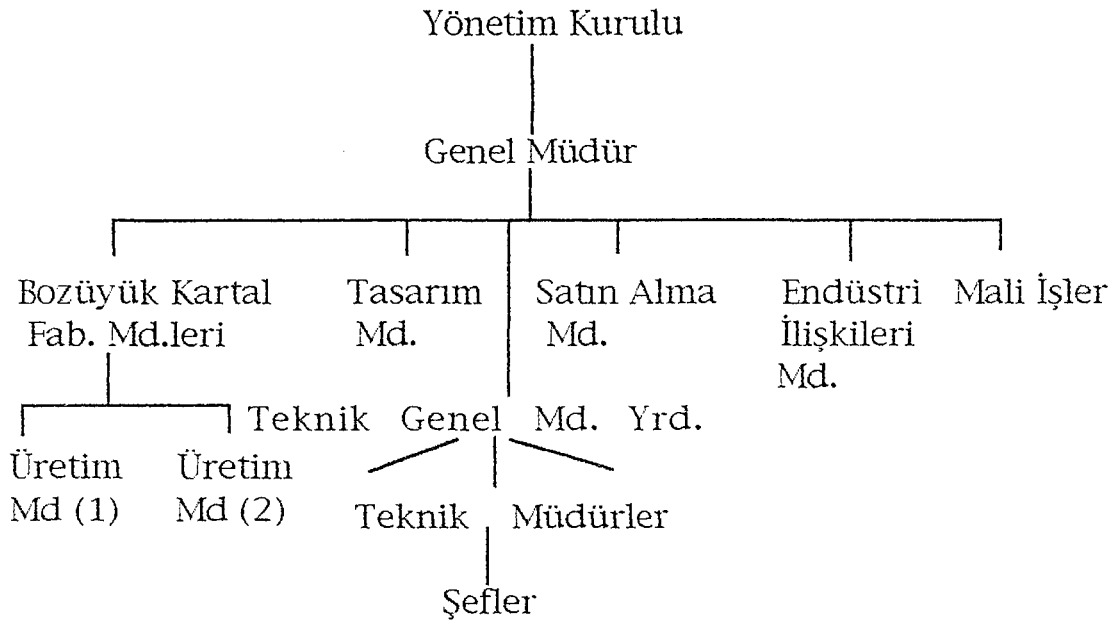 Yönetim Kurulu
Genel Müdür
Bozüyük Kartal
Fab. Md.leri
Tasarım
Md.
Satın Alma
Md.
Endüstri
İlişkileri
Md.
Mali İşler
Teknik Genel Md. Yrd.
Üretim
Md (1)
Üretim
Md (2)
Teknik Müdürler
Şefler